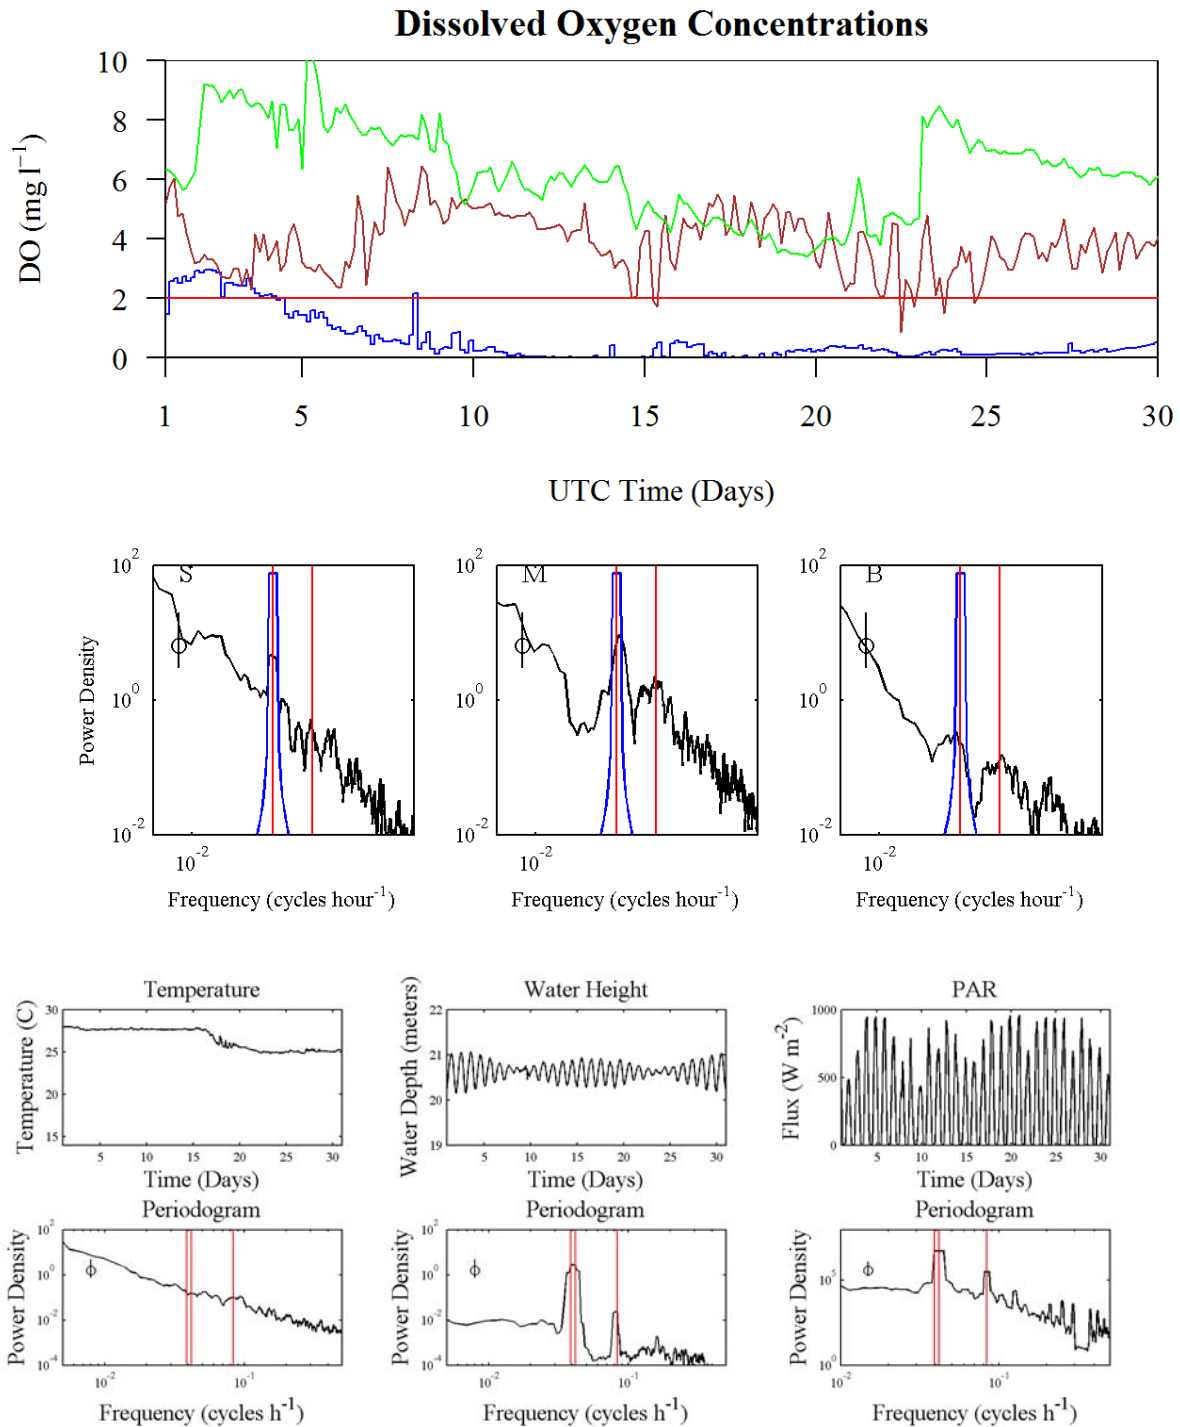 Dissolved Oxygen Concentrations
DO (mg l⁻¹)
10
8
6
4
2
0
1 5 10 15 20 25 30
UTC Time (Days)
S M B
Power Density
10² 10² 10²
10⁰ 10⁰ 10⁰
10⁻² 10⁻² 10⁻²
10⁻² 10⁻² 10⁻²
Frequency (cycles hour⁻¹) Frequency (cycles hour⁻¹) Frequency (cycles hour⁻¹)
Temperature Water Height PAR
Temperature (C) Water Depth (meters) Flux (W m⁻²)
30 22 1000
25 21 500
20 20 0
15 19
5 10 15 20 25 30 5 10 15 20 25 30 5 10 15 20 25 30
Time (Days) Time (Days) Time (Days)
Periodogram Periodogram Periodogram
Power Density Power Density Power Density
10² 10² 10⁵
10⁰ 10⁰ 10⁰
10⁻² 10⁻²
10⁻⁴ 10⁻⁴
10⁻² 10⁻¹ 10⁻² 10⁻¹ 10⁻² 10⁻¹
Frequency (cycles h⁻¹) Frequency (cycles h⁻¹) Frequency (cycles h⁻¹)